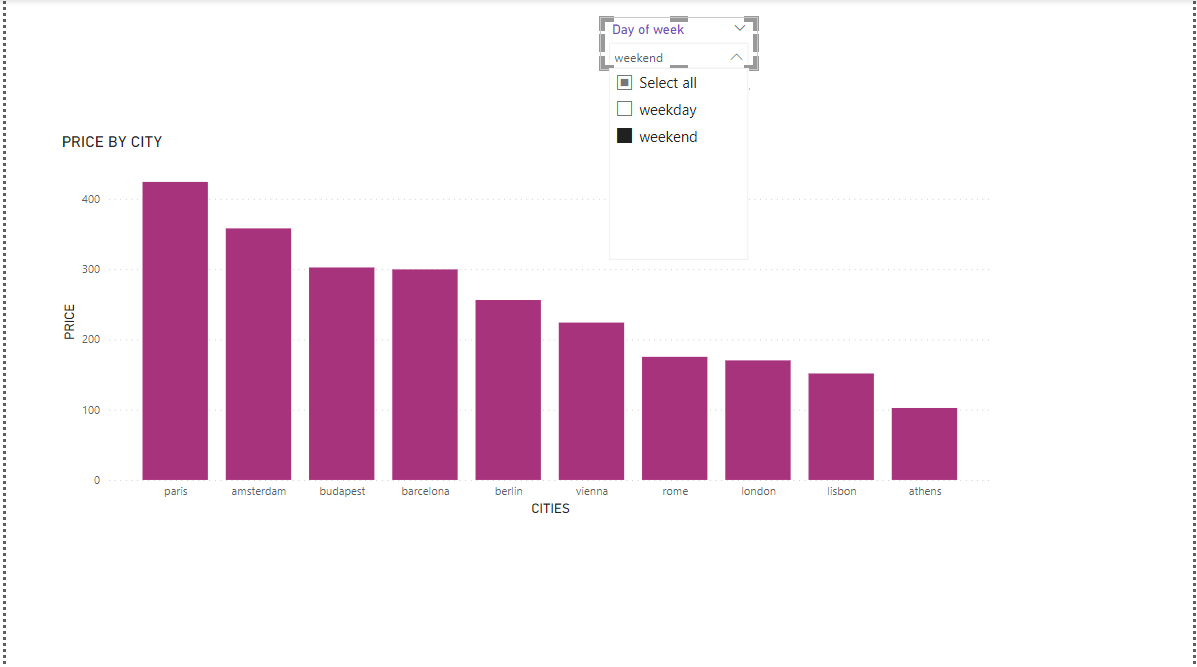 Day of week
weekend
Select all
weekday
weekend
PRICE BY CITY
400
300
200
100
0
PRICE
paris amsterdam budapest barcelona berlin vienna rome london lisbon athens
CITIES